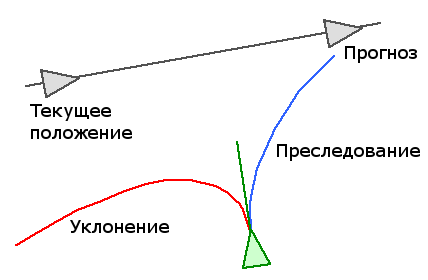 Прогноз
Текущее
положение
Преследование
Уклонение